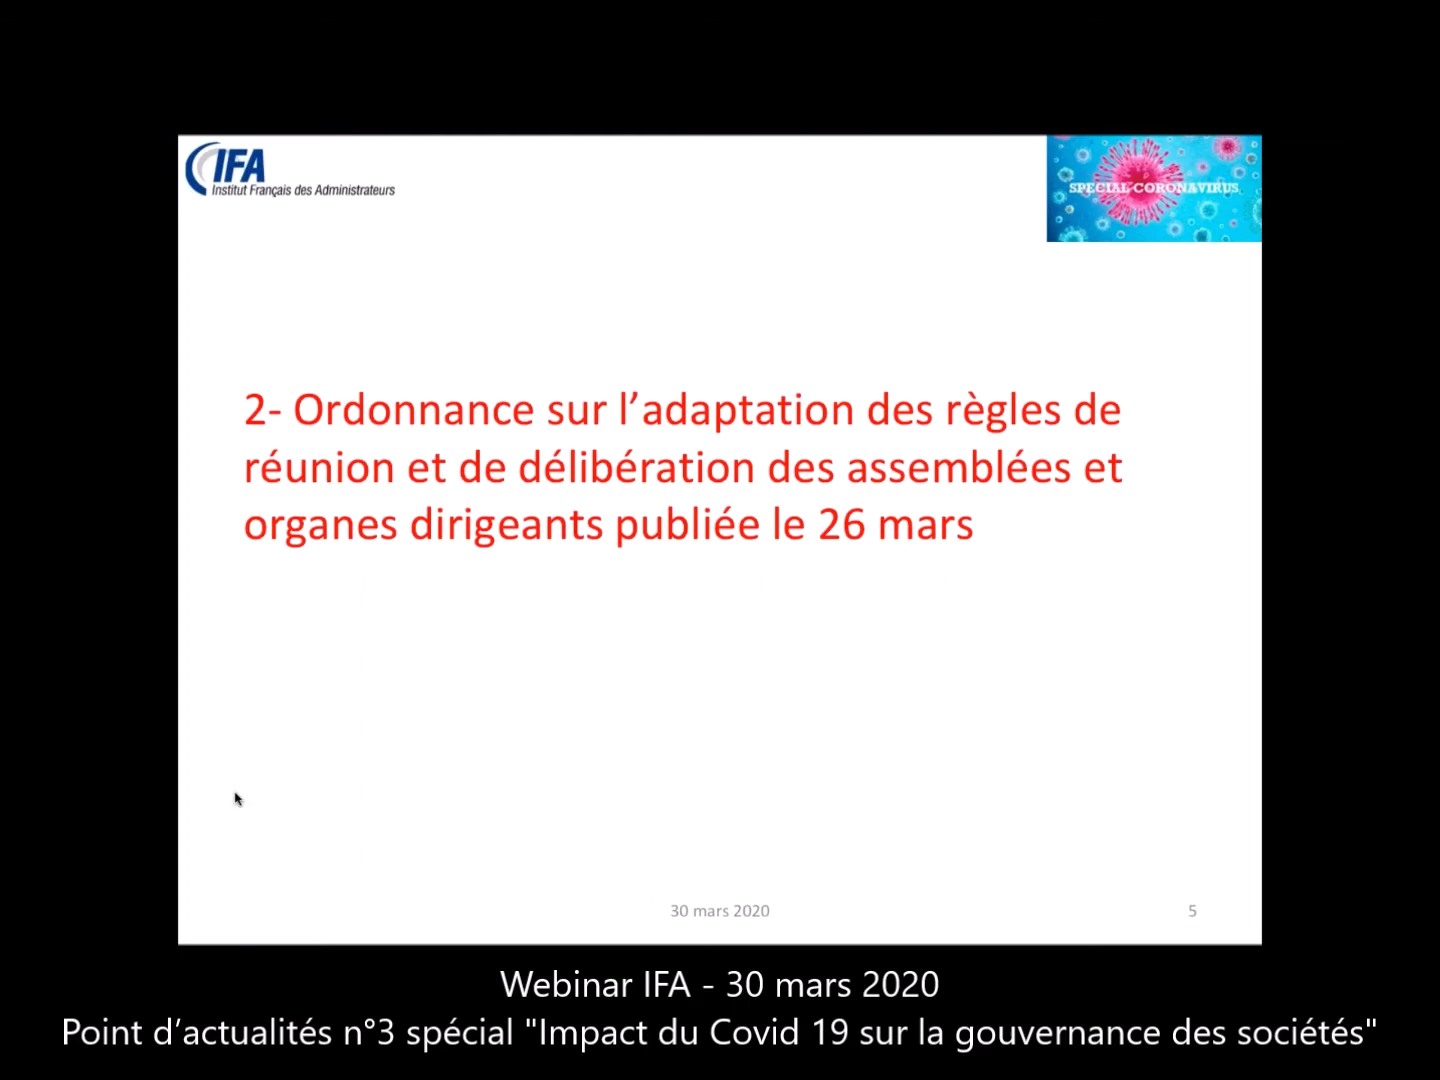 IFA
Institut Français des Administrateurs
SPECIAL CORONAVIRUS
2- Ordonnance sur l’adaptation des règles de
réunion et de délibération des assemblées et
organes dirigeants publiée le 26 mars
30 mars 2020
5
Webinar IFA - 30 mars 2020
Point d’actualités n°3 spécial "Impact du Covid 19 sur la gouvernance des sociétés"